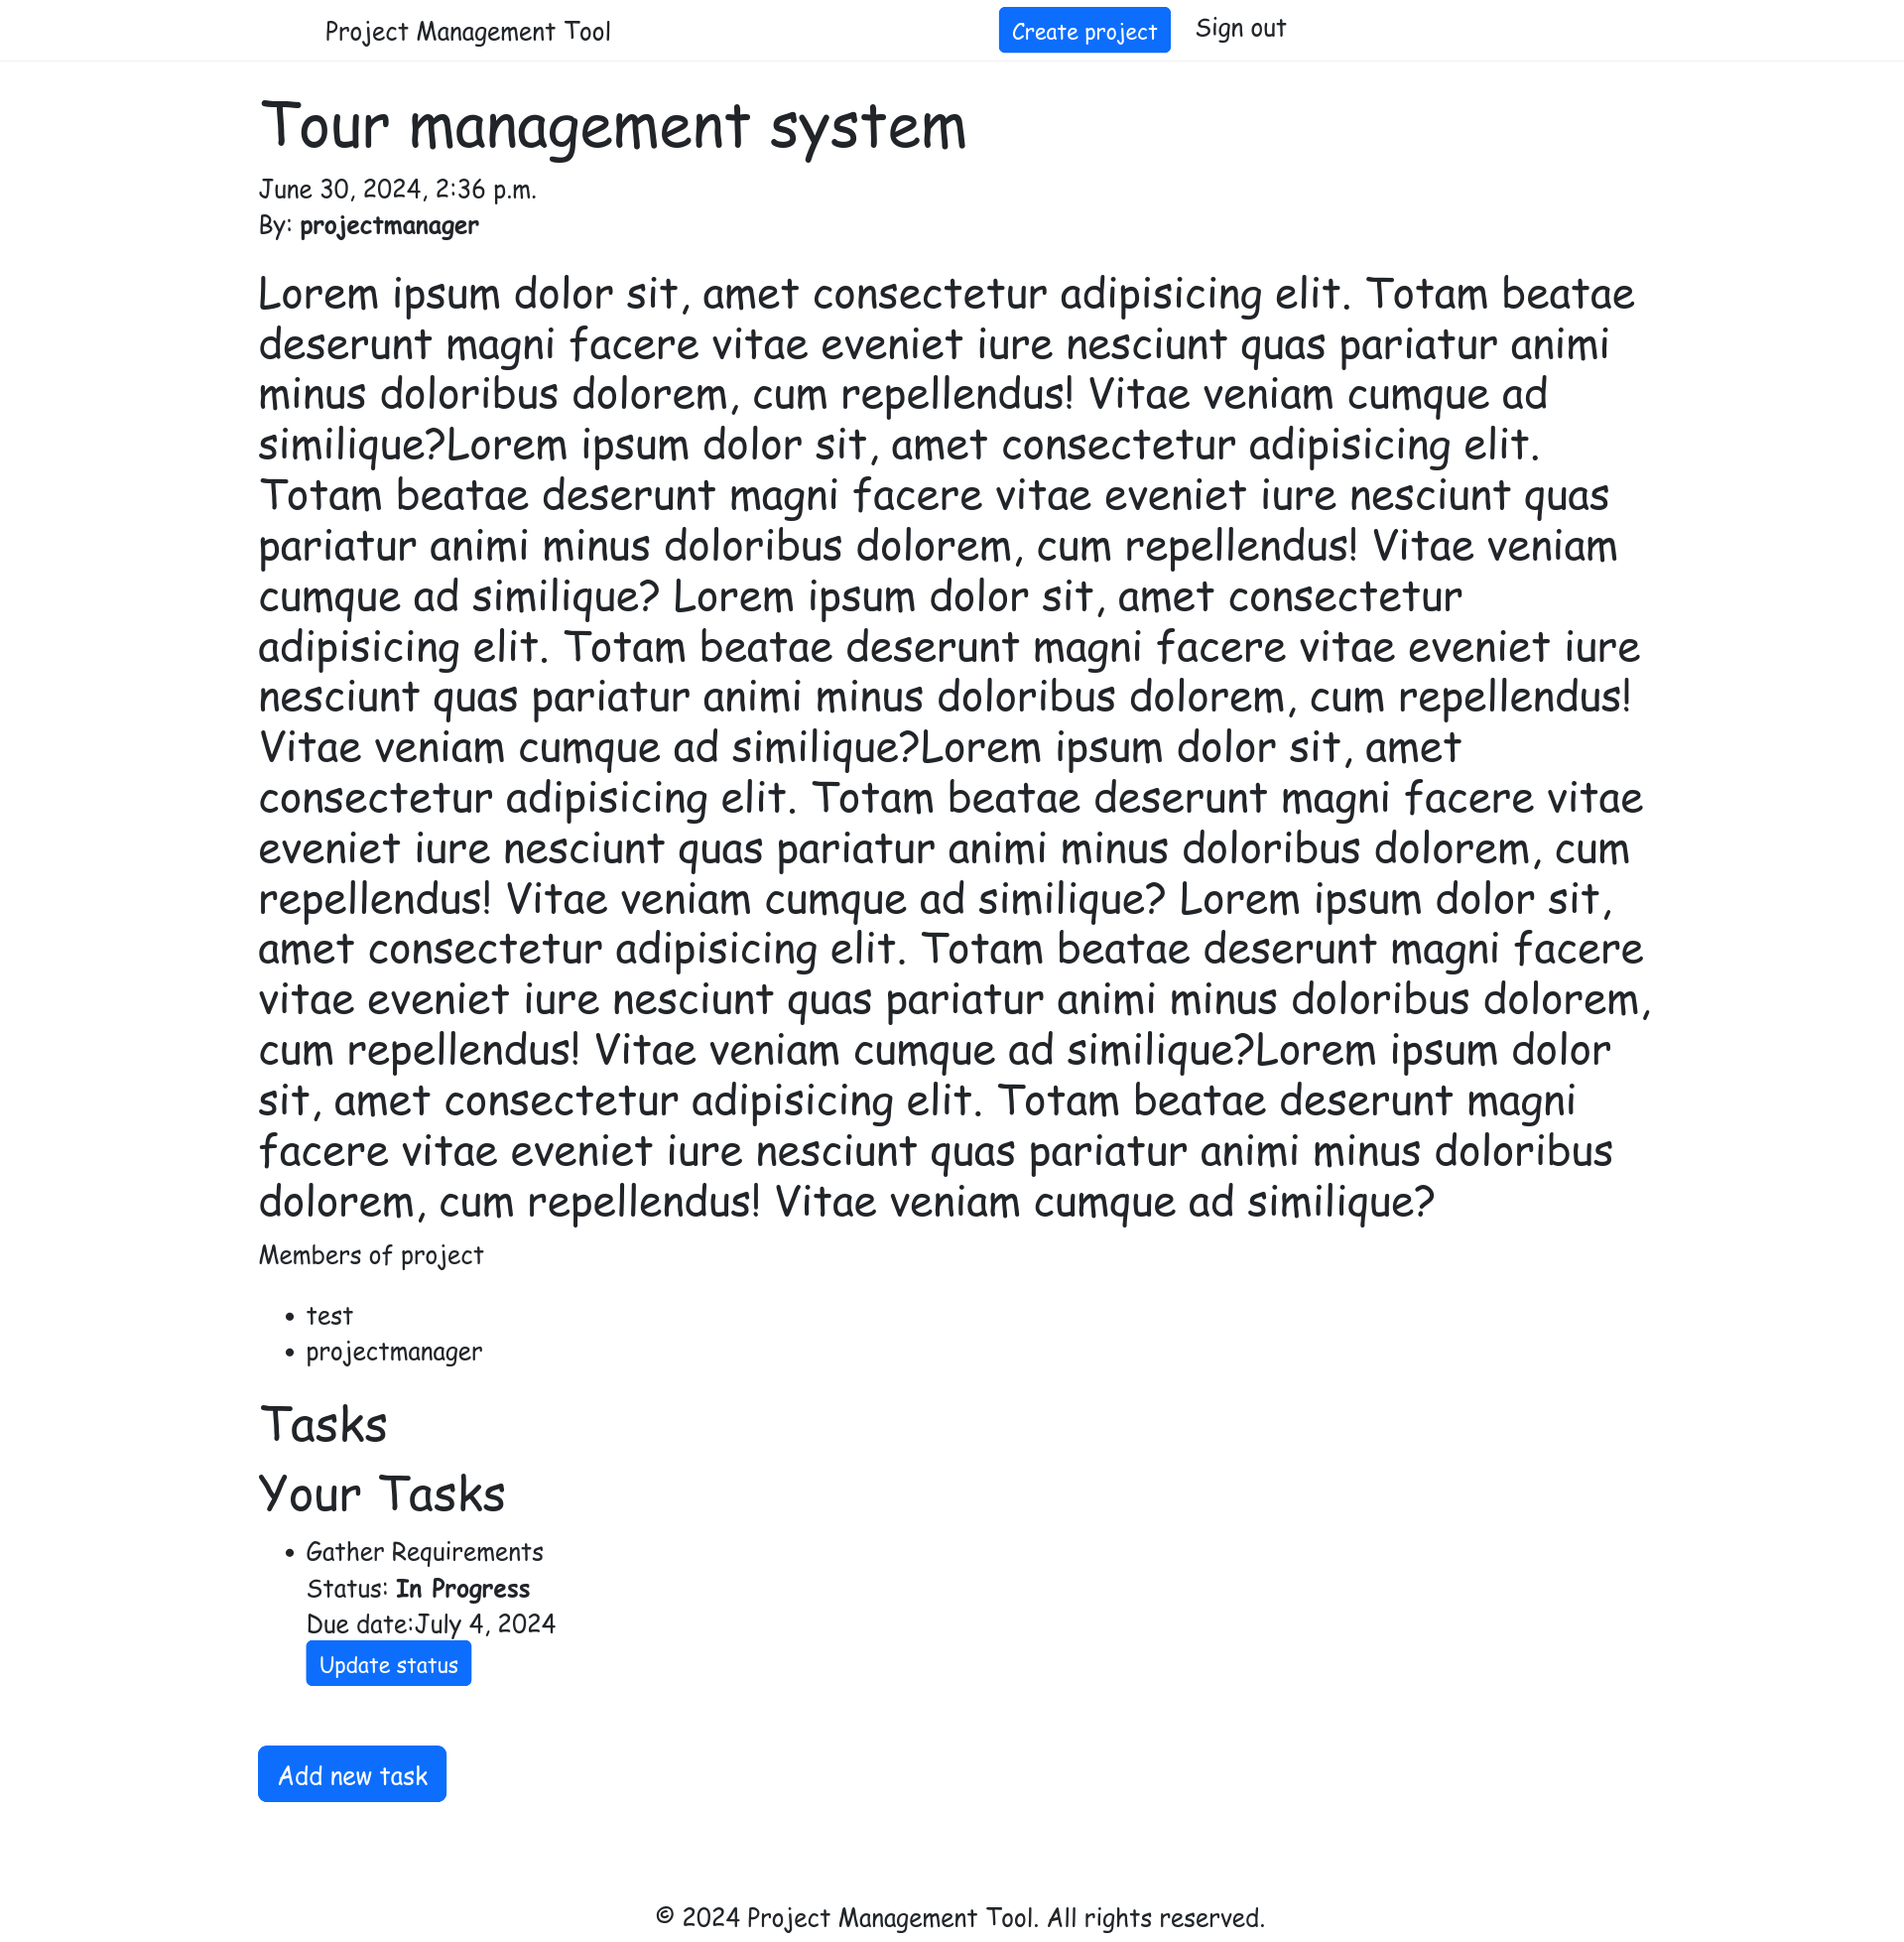 Project Management Tool
Create project
Sign out
Tour management system
June 30, 2024, 2:36 p.m.
By: projectmanager
Lorem ipsum dolor sit, amet consectetur adipisicing elit. Totam beatae
deserunt magni facere vitae eveniet iure nesciunt quas pariatur animi
minus doloribus dolorem, cum repellendus! Vitae veniam cumque ad
similique?Lorem ipsum dolor sit, amet consectetur adipisicing elit.
Totam beatae deserunt magni facere vitae eveniet iure nesciunt quas
pariatur animi minus doloribus dolorem, cum repellendus! Vitae veniam
cumque ad similique? Lorem ipsum dolor sit, amet consectetur
adipisicing elit. Totam beatae deserunt magni facere vitae eveniet iure
nesciunt quas pariatur animi minus doloribus dolorem, cum repellendus!
Vitae veniam cumque ad similique?Lorem ipsum dolor sit, amet
consectetur adipisicing elit. Totam beatae deserunt magni facere vitae
eveniet iure nesciunt quas pariatur animi minus doloribus dolorem, cum
repellendus! Vitae veniam cumque ad similique? Lorem ipsum dolor sit,
amet consectetur adipisicing elit. Totam beatae deserunt magni facere
vitae eveniet iure nesciunt quas pariatur animi minus doloribus dolorem,
cum repellendus! Vitae veniam cumque ad similique?Lorem ipsum dolor
sit, amet consectetur adipisicing elit. Totam beatae deserunt magni
facere vitae eveniet iure nesciunt quas pariatur animi minus doloribus
dolorem, cum repellendus! Vitae veniam cumque ad similique?
Members of project
• test
• projectmanager
Tasks
Your Tasks
• Gather Requirements
Status: In Progress
Due date:July 4, 2024
Update status
Add new task
© 2024 Project Management Tool. All rights reserved.